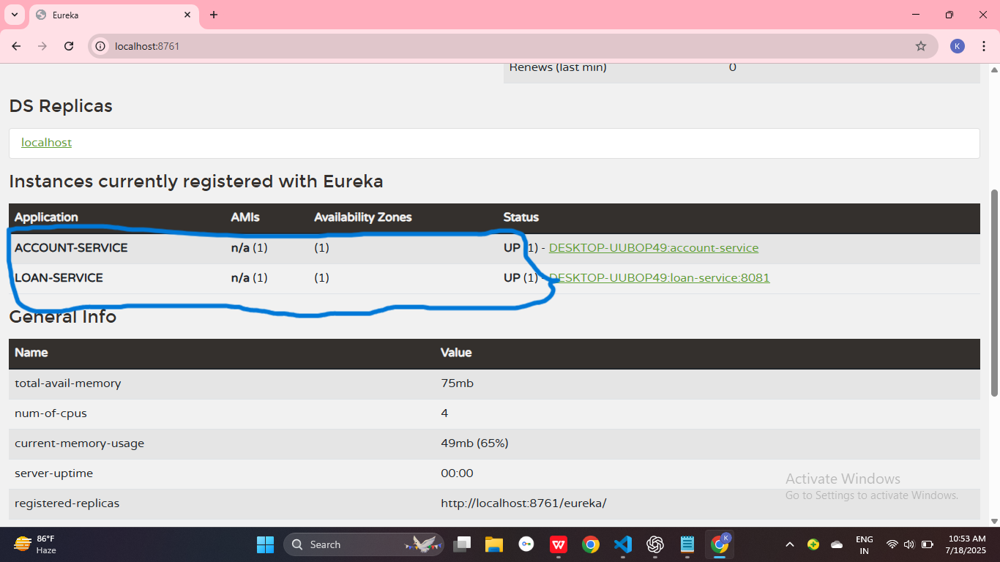 Eureka
localhost:8761
K
Renews (last min) 0
DS Replicas
localhost
Instances currently registered with Eureka
Application AMIs Availability Zones Status
ACCOUNT-SERVICE n/a (1) (1) UP (1) - DESKTOP-UUBOP49:account-service
LOAN-SERVICE n/a (1) (1) UP (1) - DESKTOP-UUBOP49:loan-service:8081
General Info
Name Value
total-avail-memory 75mb
num-of-cpus 4
current-memory-usage 49mb (65%)
server-uptime 00:00
registered-replicas http://localhost:8761/eureka/
Activate Windows
Go to Settings to activate Windows.
86°F
Haze
Search
W
K
ENG
IN
10:53 AM
7/18/2025